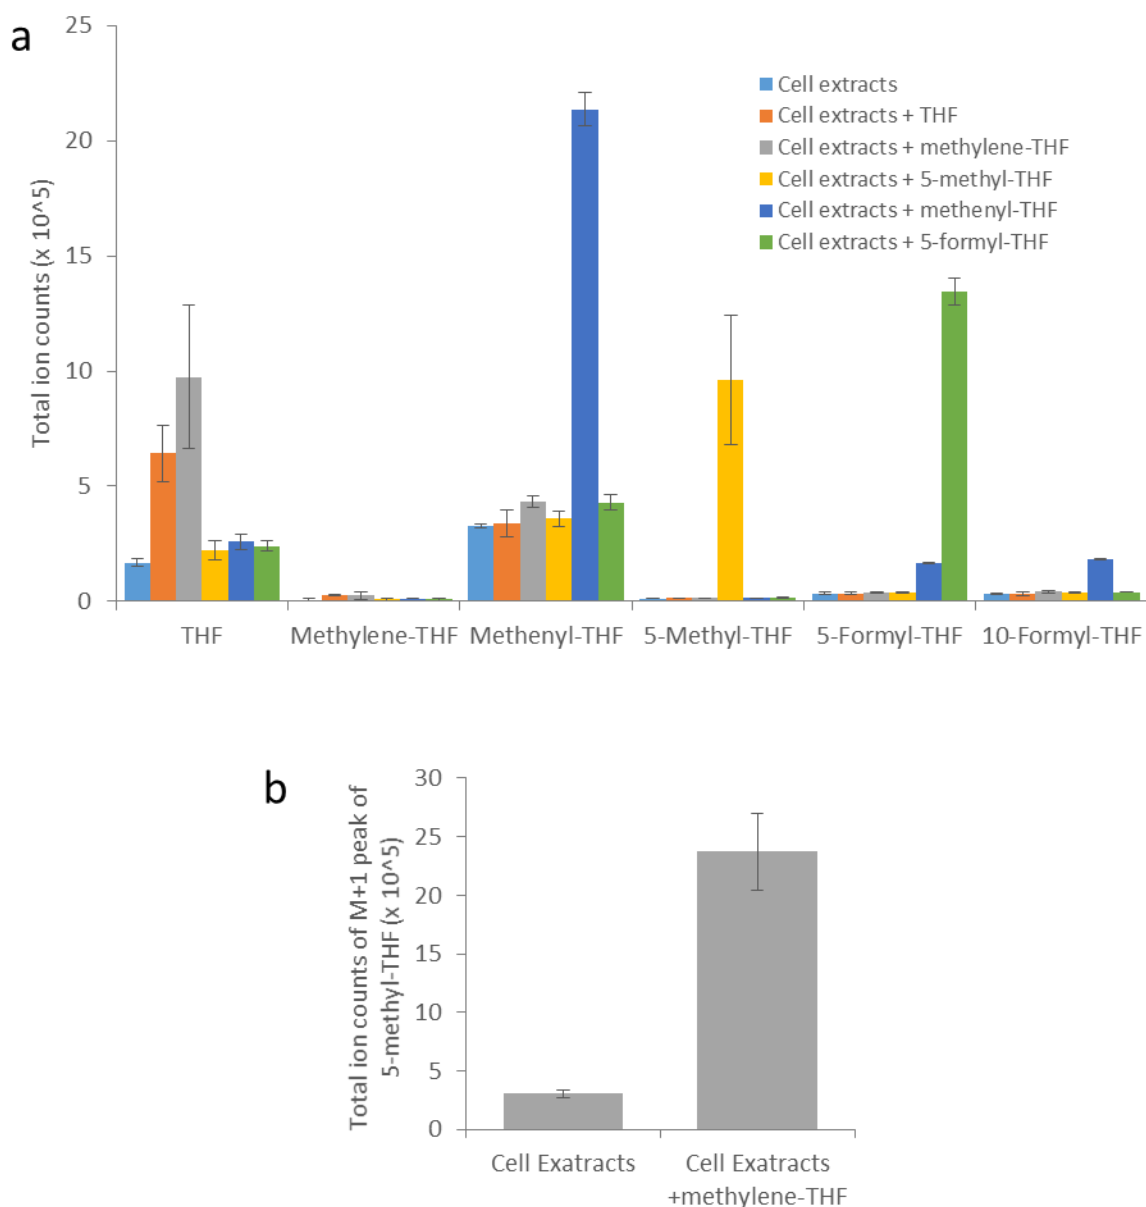 a
25
20
15
10
5
0
Total ion counts (x 10^5)
Cell extracts
Cell extracts + THF
Cell extracts + methylene-THF
Cell extracts + 5-methyl-THF
Cell extracts + methenyl-THF
Cell extracts + 5-formyl-THF
THF
Methylene-THF
Methenyl-THF
5-Methyl-THF
5-Formyl-THF
10-Formyl-THF
b
Total ion counts of M+1 peak of
5-methyl-THF (x 10^5)
30
25
20
15
10
5
0
Cell Exatracts
Cell Exatracts
+methylene-THF